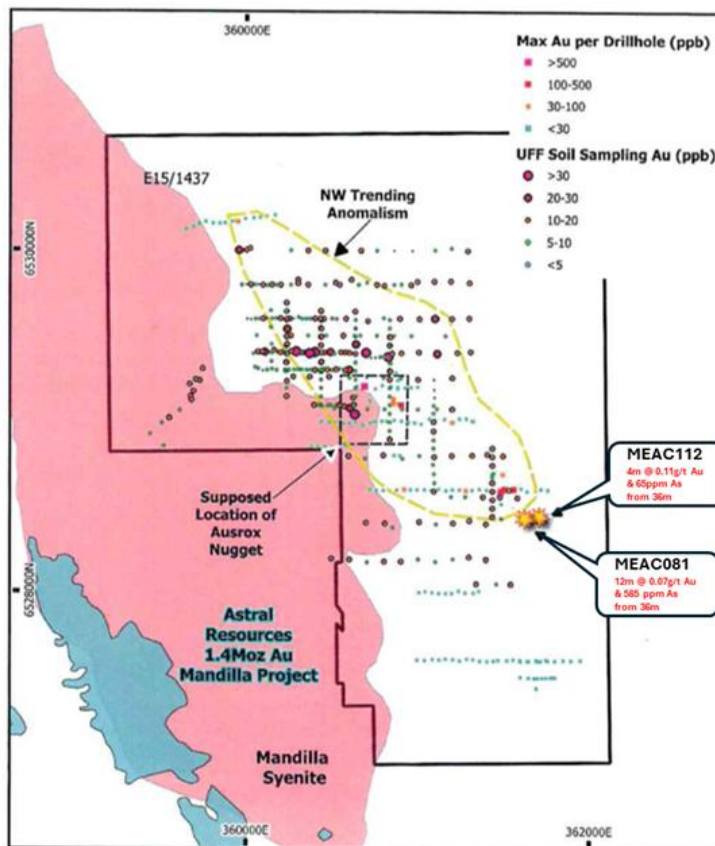 360000E
Max Au per Drillhole (ppb)
>500
100-500
30-100
<30
UFF Soil Sampling Au (ppb)
>30
20-30
10-20
5-10
<5
E15/1437
NW Trending
Anomalism
6530000N
MEAC112
4m @ 0.11g/t Au
& 65ppm As
from 36m
Supposed
Location of
Ausrox
Nugget
MEAC081
12m @ 0.07g/t Au
& 585 ppm As
from 36m
6528000N
Astral
Resources
1.4Moz Au
Mandilla Project
Mandilla
Syenite
360000E
362000E